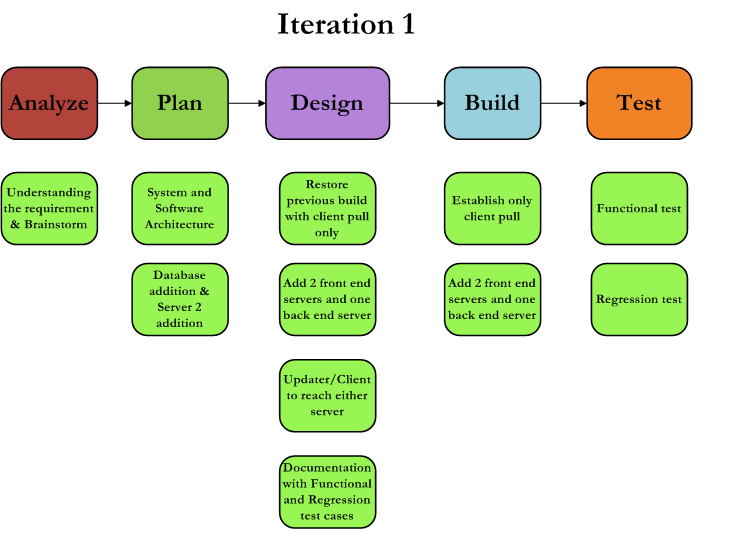 Iteration 1
Analyze
Plan
Design
Build
Test
Understanding
the requirement
& Brainstorm
System and
Software
Architecture
Restore
previous build
with client pull
only
Establish only
client pull
Functional test
Database
addition &
Server 2
addition
Add 2 front end
servers and one
back end server
Add 2 front end
servers and one
back end server
Regression test
Updater/Client
to reach either
server
Documentation
with Functional
and Regression
test cases